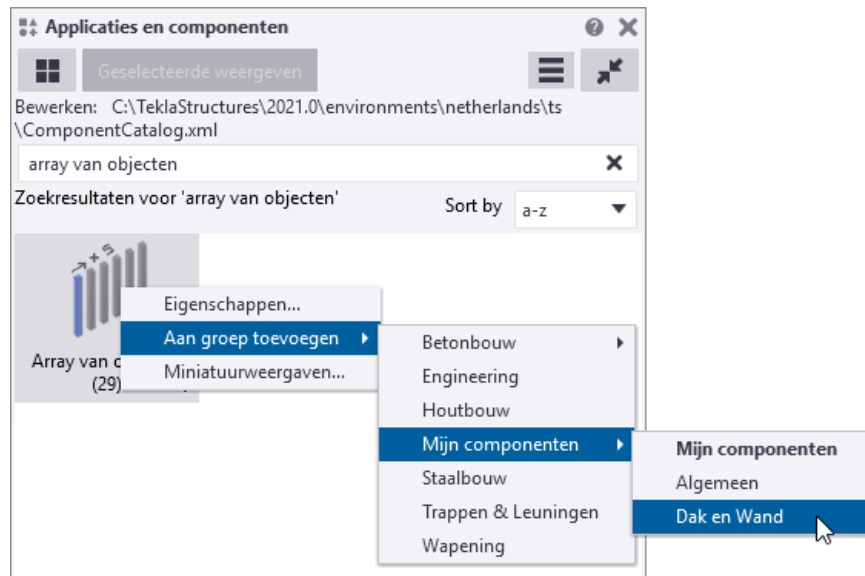 Applicaties en componenten
Geselecteerde weergeven
Bewerken: C:\TeklaStructures\2021.0\environments\netherlands\ts
\ComponentCatalog.xml
array van objecten
Zoekresultaten voor 'array van objecten'
Sort by
a-z
Eigenschappen...
Aan groep toevoegen
Miniatuurweergaven...
Array van
(29)
Betonbouw
Engineering
Houtbouw
Mijn componenten
Staalbouw
Trappen & Leuningen
Wapening
Mijn componenten
Algemeen
Dak en Wand